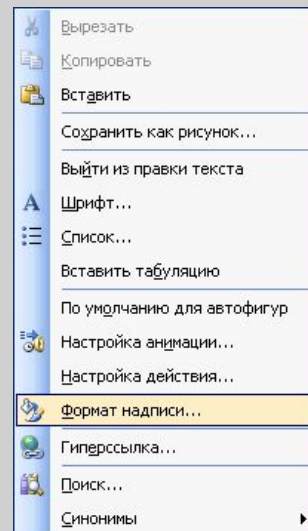 Вырезать
Копировать
Вставить
Сохранить как рисунок...
Выйти из правки текста
Шрифт...
Список...
Вставить табуляцию
По умолчанию для автофигур
Настройка анимации...
Настройка действия...
Формат надписи...
Гиперссылка...
Поиск...
Синонимы